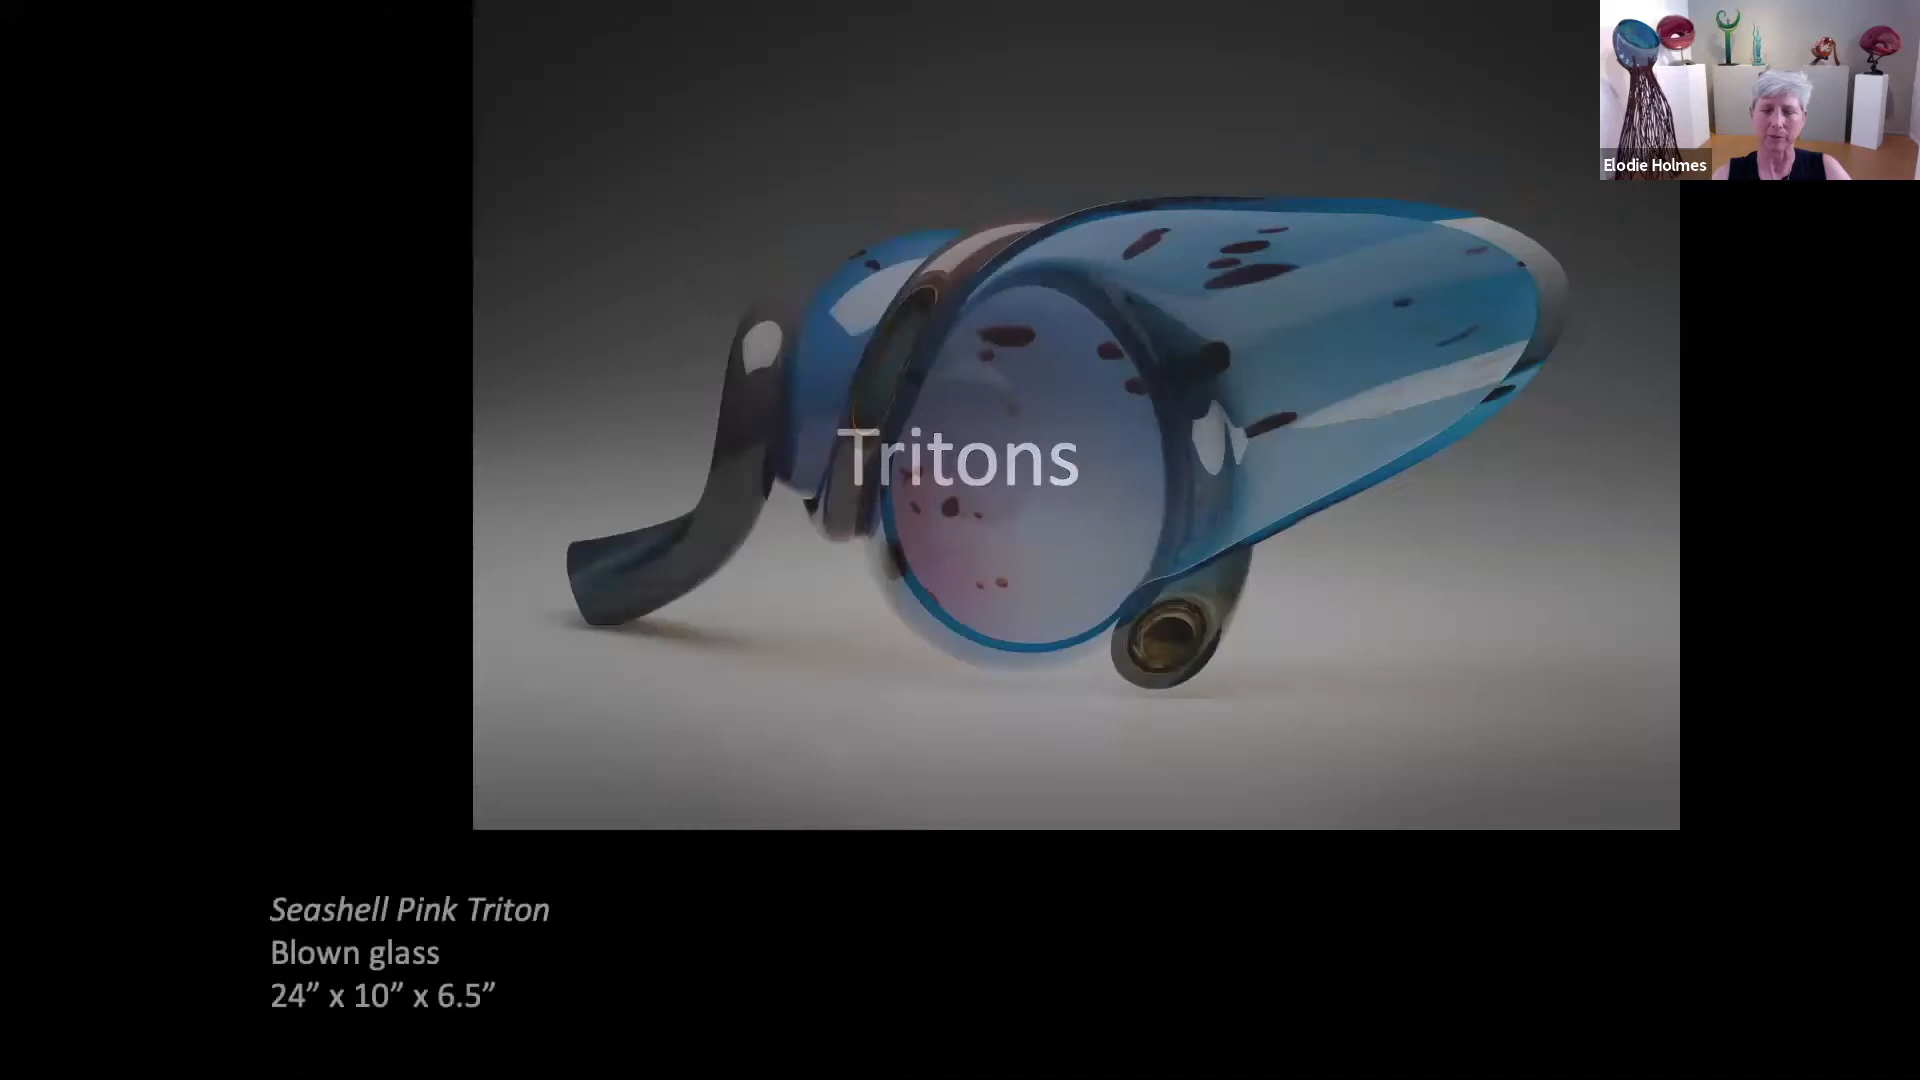 Elodie Holmes
Tritons
Seashell Pink Triton
Blown glass
24” x 10” x 6.5”